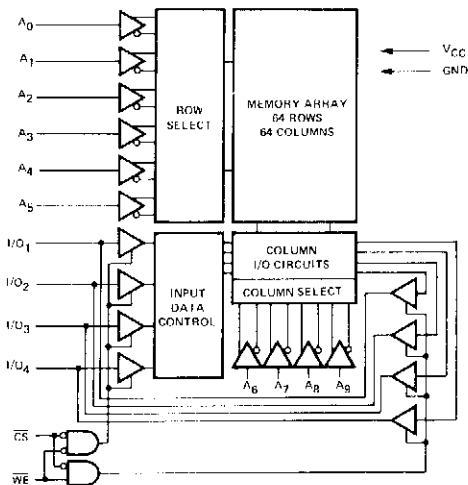 A0
A1
A2
A3
A4
A5
ROW
SELECT
MEMORY ARRAY
64 ROWS
64 COLUMNS
VCC
GND
I/O1
I/O2
I/O3
I/O4
INPUT
DATA
CONTROL
COLUMN
I/O CIRCUITS
COLUMN SELECT
A6 A7 A8 A9
CS
WE